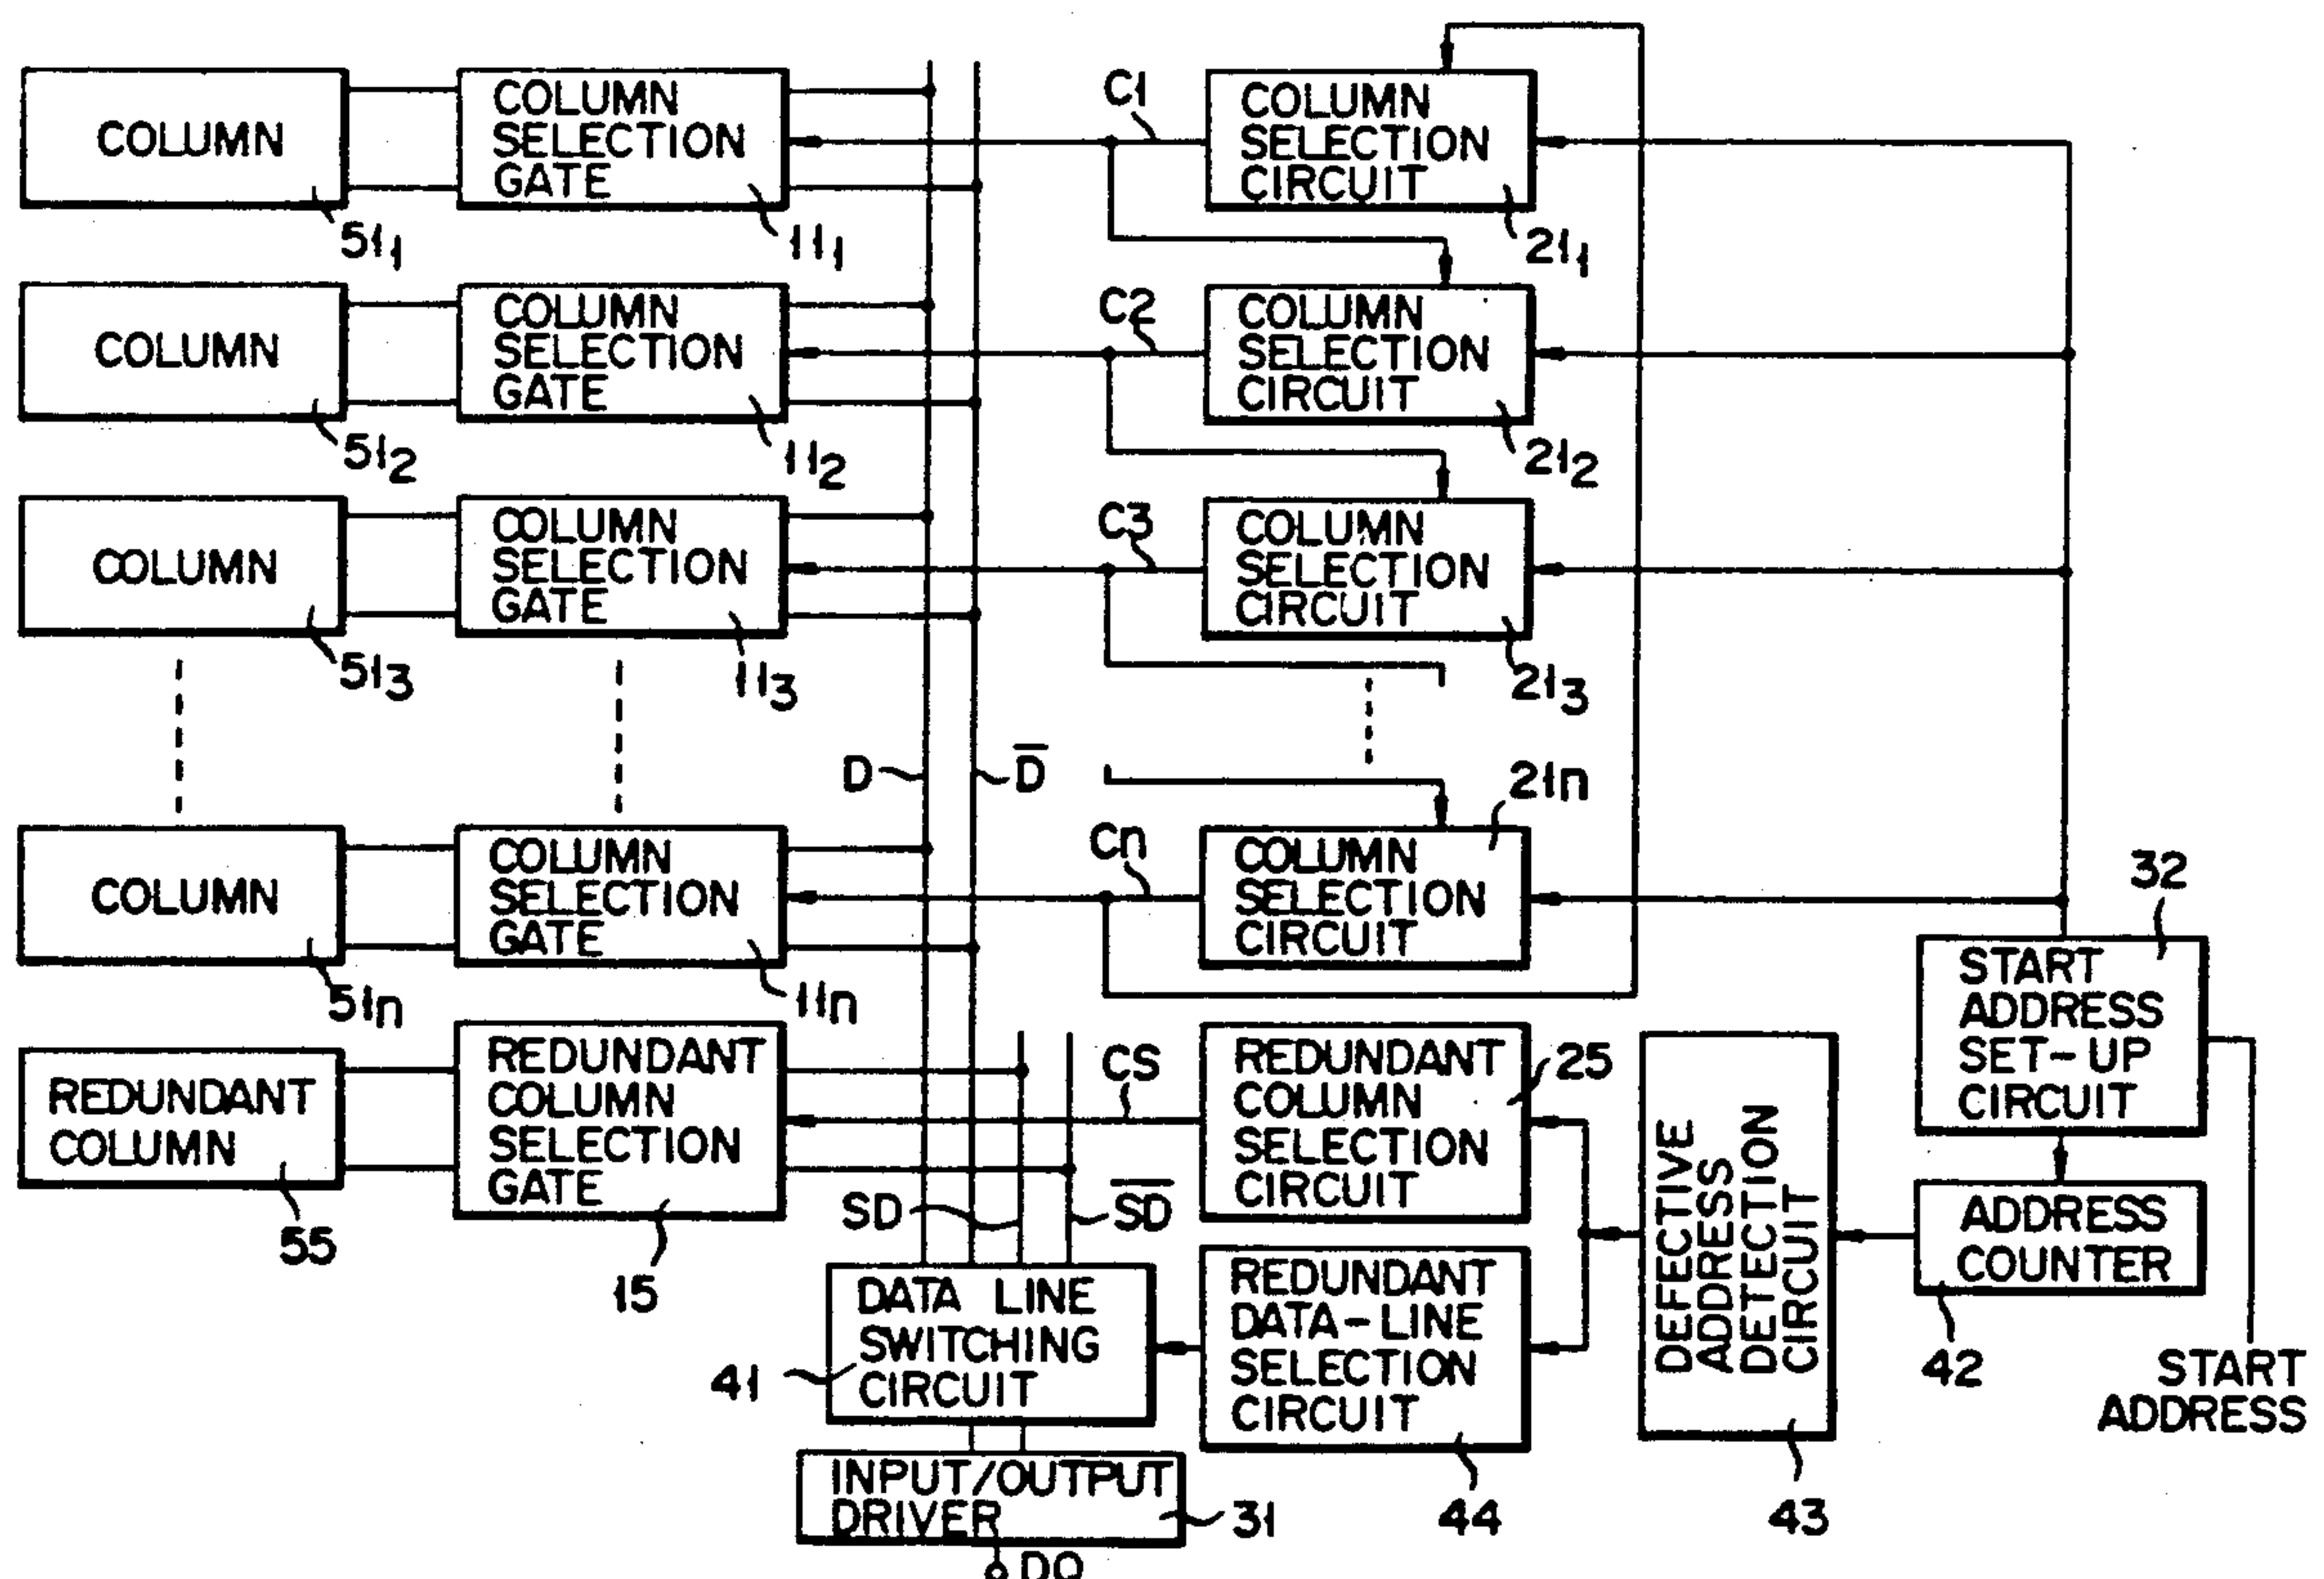 COLUMN
51₁
COLUMN
SELECTION
GATE
11₁
C1
COLUMN
SELECTION
CIRCUIT
21₁
COLUMN
51₂
COLUMN
SELECTION
GATE
11₂
C2
COLUMN
SELECTION
CIRCUIT
21₂
COLUMN
51₃
COLUMN
SELECTION
GATE
11₃
C3
COLUMN
SELECTION
CIRCUIT
21₃
D
D̅
COLUMN
51n
COLUMN
SELECTION
GATE
11n
Cn
COLUMN
SELECTION
CIRCUIT
21n
32
START
ADDRESS
SET-UP
CIRCUIT
REDUNDANT
COLUMN
55
REDUNDANT
COLUMN
SELECTION
GATE
15
SD
S̅D̅
CS
REDUNDANT
COLUMN
SELECTION
CIRCUIT
25
DEFECTIVE
ADDRESS
DETECTION
CIRCUIT
43
ADDRESS
COUNTER
42
START
ADDRESS
DATA LINE
SWITCHING
CIRCUIT
41
REDUNDANT
DATA-LINE
SELECTION
CIRCUIT
44
INPUT/OUTPUT
DRIVER
31
DQ